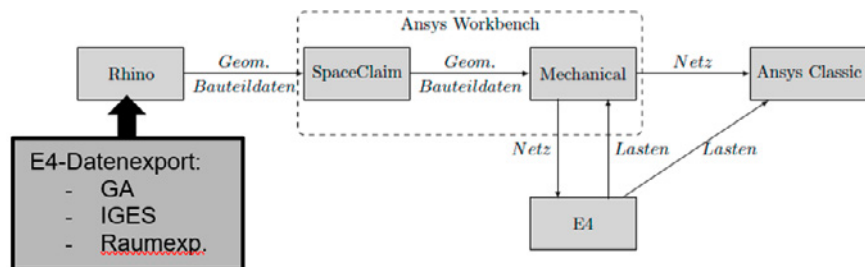 Ansys Workbench
Rhino
Geom.
Bauteildaten
SpaceClaim
Geom.
Bauteildaten
Mechanical
Netz
Ansys Classic
E4-Datenexport:
- GA
- IGES
- Raumexp.
Netz
Lasten
Lasten
E4